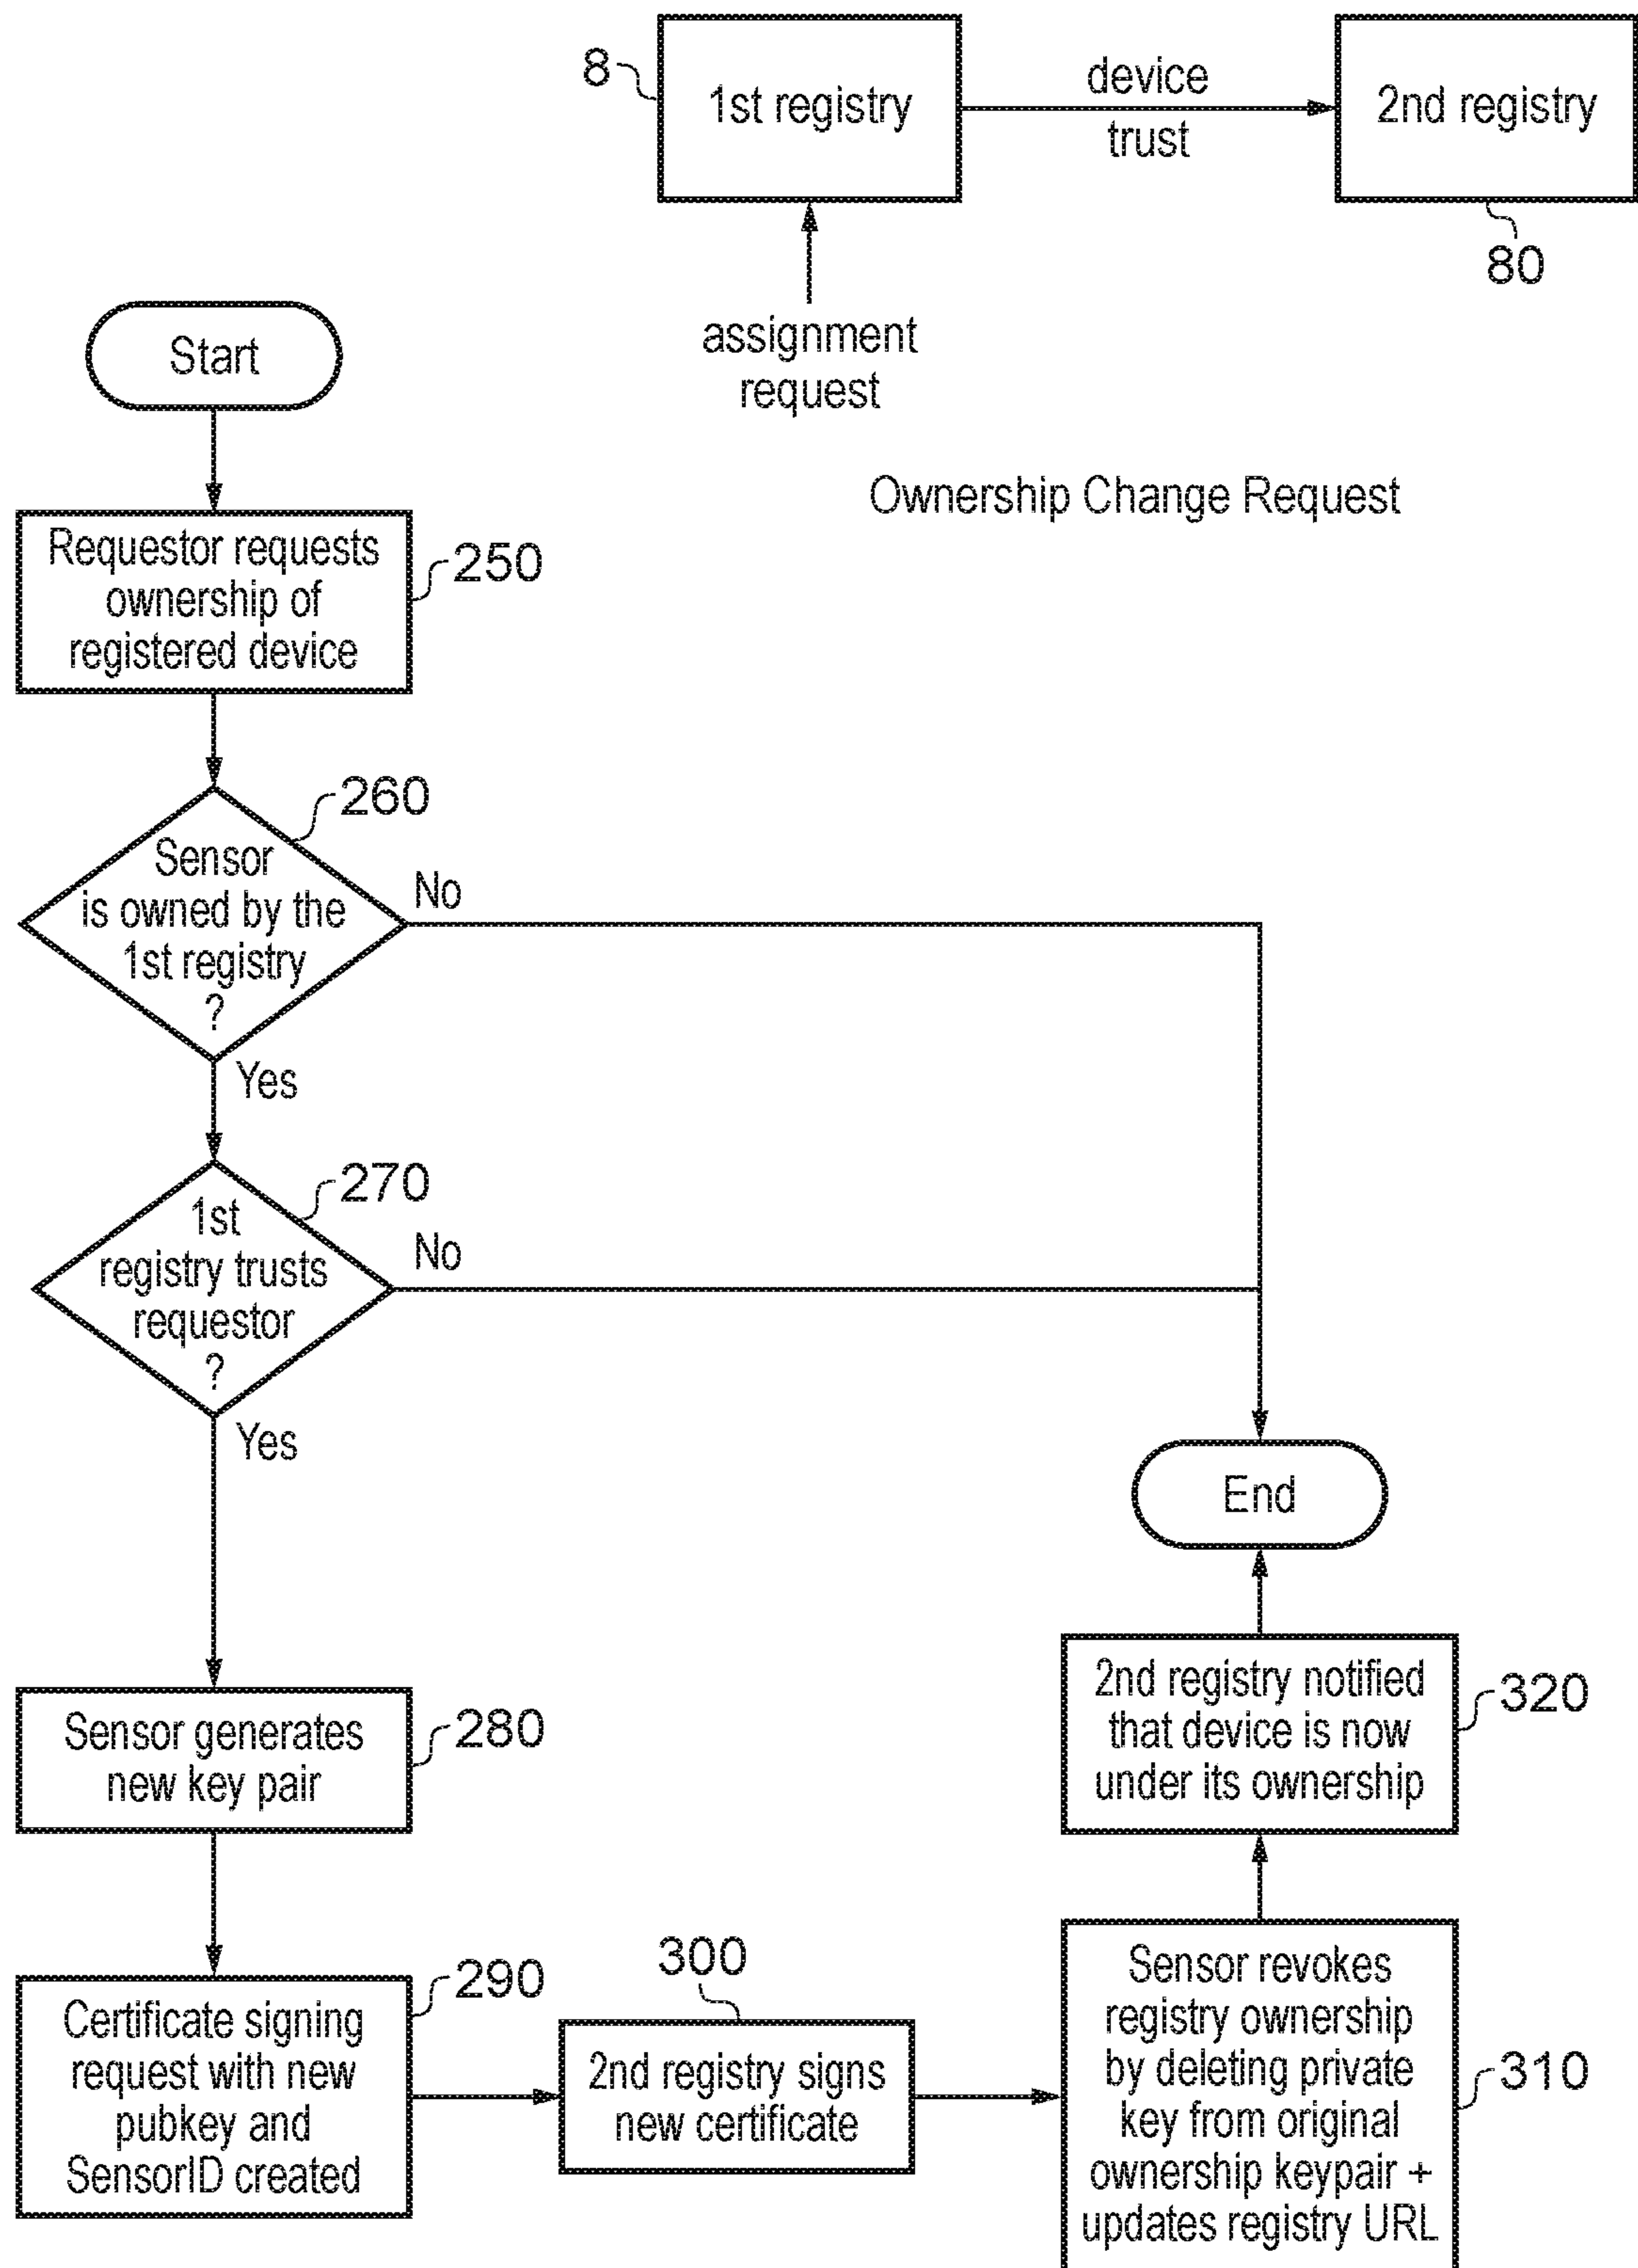 8
1st registry
device
trust
2nd registry
80
assignment
request
Ownership Change Request
Start
Requestor requests
ownership of
registered device
250
260
Sensor
is owned by the
1st registry
?
No
Yes
270
1st
registry trusts
requestor
?
No
Yes
Sensor generates
new key pair
280
Certificate signing
request with new
pubkey and
SensorID created
290
300
2nd registry signs
new certificate
Sensor revokes
registry ownership
by deleting private
key from original
ownership keypair +
updates registry URL
310
2nd registry notified
that device is now
under its ownership
320
End